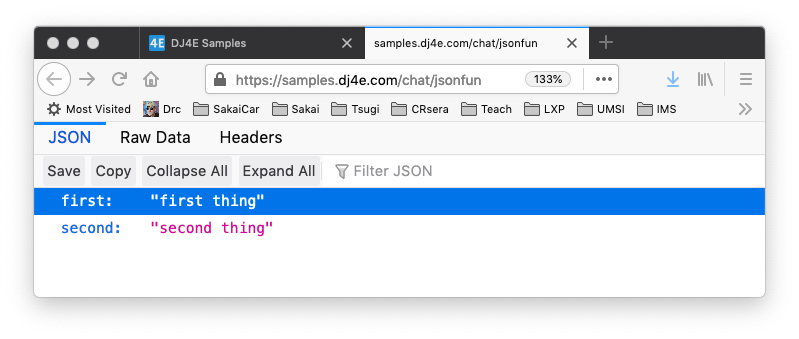 4E DJ4E Samples samples.dj4e.com/chat/jsonfun
https://samples.dj4e.com/chat/jsonfun 133%
Most Visited Drc SakaiCar Sakai Tsugi CRsera Teach LXP UMSI IMS
JSON Raw Data Headers
Save Copy Collapse All Expand All Filter JSON
first: "first thing"
second: "second thing"